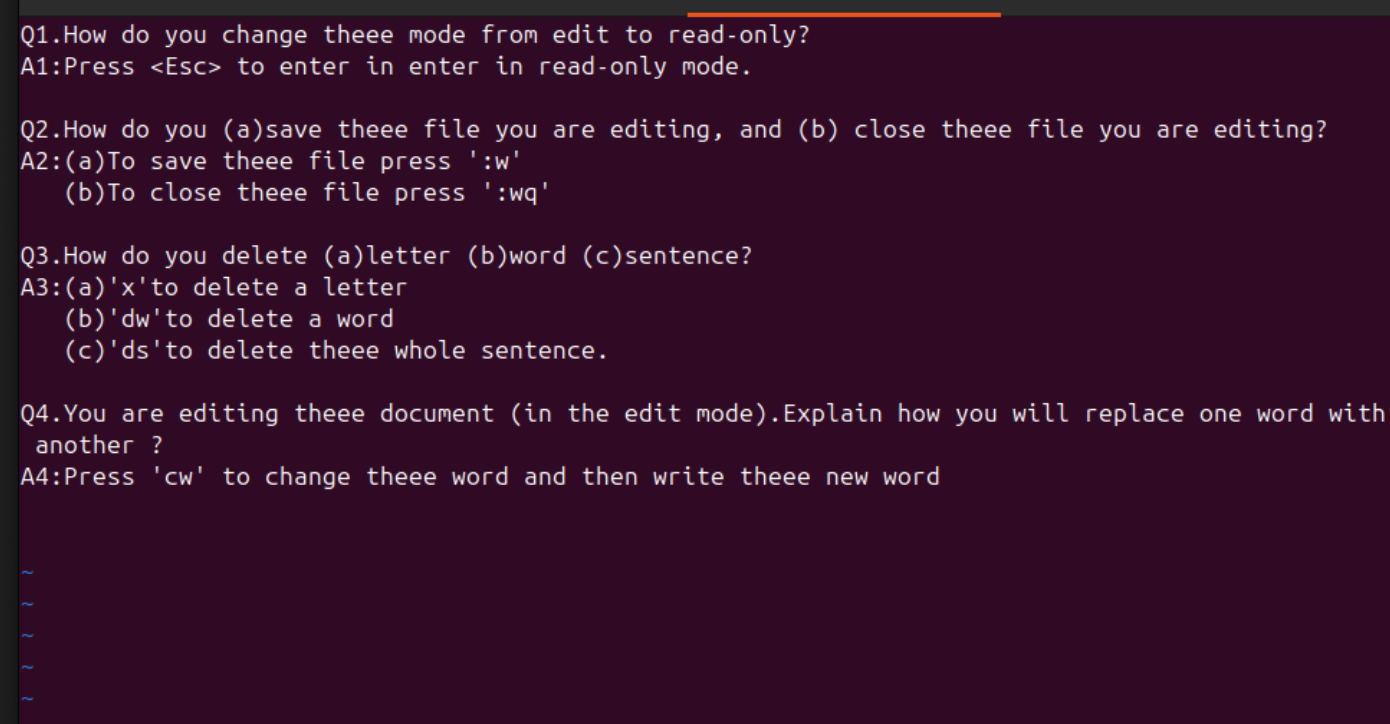 Q1.How do you change theee mode from edit to read-only?
A1:Press <Esc> to enter in enter in read-only mode.
Q2.How do you (a)save theee file you are editing, and (b) close theee file you are editing?
A2:(a)To save theee file press ':w'
(b)To close theee file press ':wq'
Q3.How do you delete (a)letter (b)word (c)sentence?
A3:(a)'x'to delete a letter
(b)'dw'to delete a word
(c)'ds'to delete theee whole sentence.
Q4.You are editing theee document (in the edit mode).Explain how you will replace one word with
another ?
A4:Press 'cw' to change theee word and then write theee new word
~
~
~
~
~